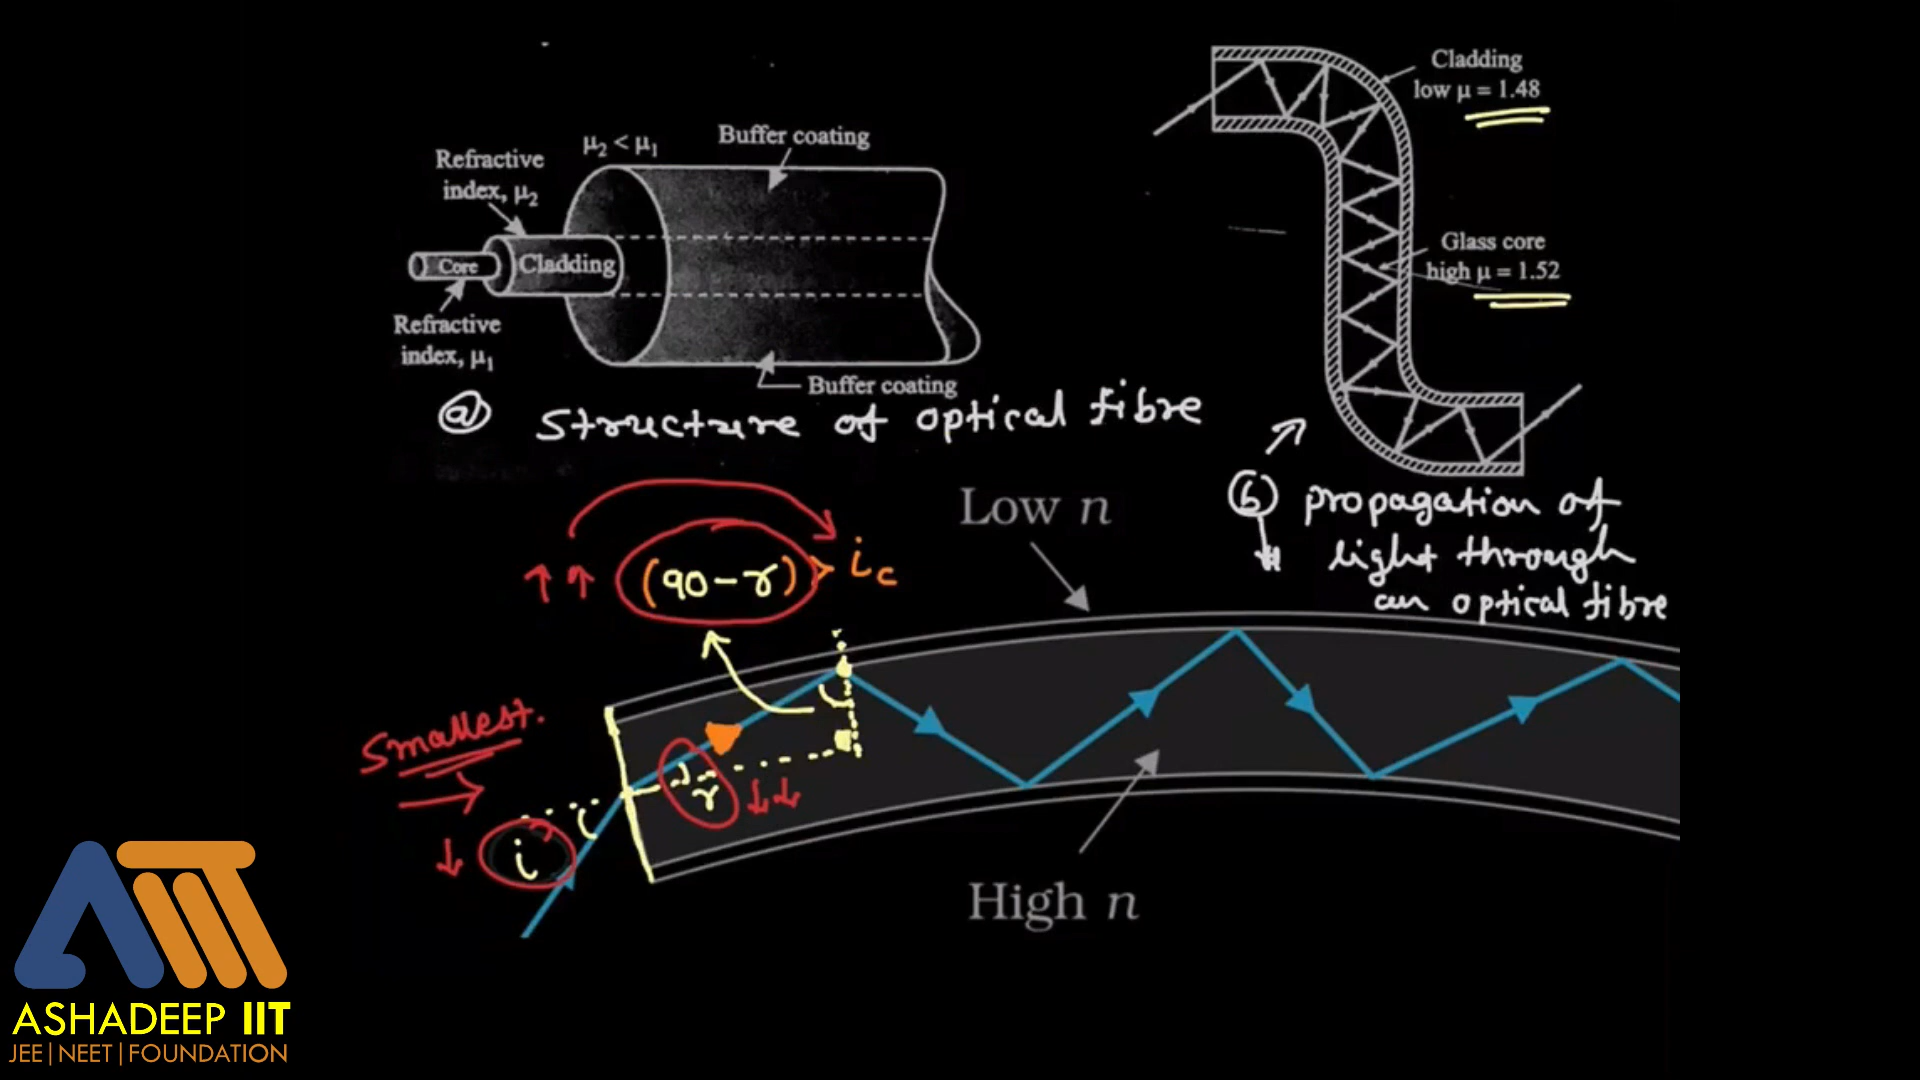 Cladding
low μ = 1.48
μ₂ < μ₁
Buffer coating
Refractive
index, μ₂
Core
Cladding
Glass core
high μ = 1.52
Refractive
index, μ₁
Buffer coating
(a) Structure of optical fibre
(b) propagation of
light through
an optical fibre
Low n
↑ ↑ (90 - r) > i c
Smallest.
r ↓↓
↓ i
High n
ASHADEEP IIT
JEE | NEET | FOUNDATION